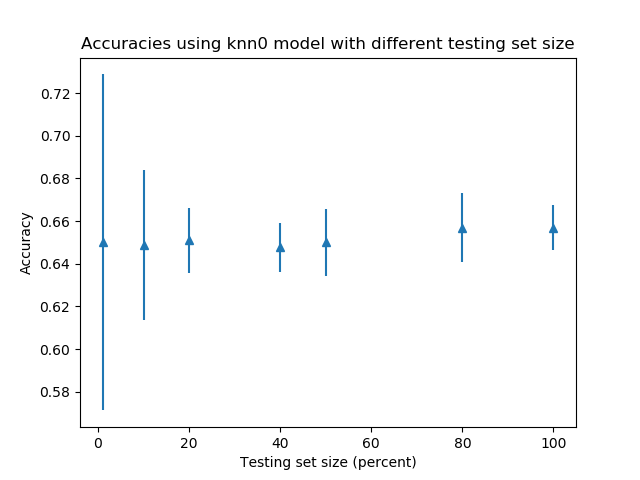 Accuracies using knn0 model with different testing set size
0.72
0.70
0.68
0.66
0.64
0.62
0.60
0.58
Accuracy
0 20 40 60 80 100
Testing set size (percent)